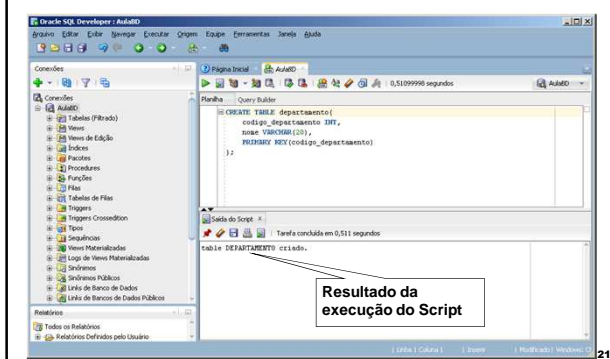 Oracle SQL Developer : AulaBD
Arquivo Editar Exibir Navegar Executar Origem Equipe Ferramentas Janela Ajuda
Conexões
Conexões
AulaBD
Tabelas (Filtrado)
Views
Views de Edição
Índices
Pacotes
Procedures
Funções
Filas
Tabelas de Filas
Triggers
Triggers Crossedition
Tipos
Sequências
Views Materializadas
Logs de Views Materializadas
Sinônimos
Sinônimos Públicos
Links de Banco de Dados
Links de Bancos de Dados Públicos
Relatórios
Todos os Relatórios
Relatórios Definidos pelo Usuário
Página Inicial AulaBD
0,51099998 segundos AulaBD
Planilha Query Builder
CREATE TABLE departamento(
codigo_departamento INT,
nome VARCHAR(20),
PRIMARY KEY(codigo_departamento)
);
Saída do Script
Tarefa concluída em 0,511 segundos
table DEPARTAMENTO criado.
Resultado da
execução do Script
Linha 1 Coluna 1 Inserir Modificado Windows: C
21